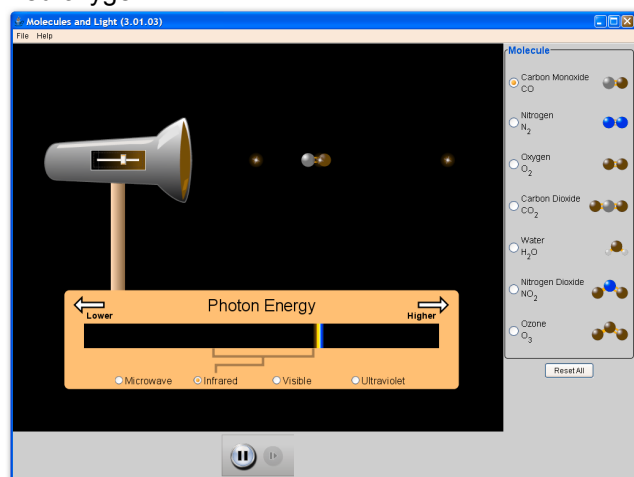 Molecules and Light (3.01.03)
File Help
Molecule
Carbon Monoxide
CO
Nitrogen
N2
Oxygen
O2
Carbon Dioxide
CO2
Water
H2O
Nitrogen Dioxide
NO2
Ozone
O3
Reset All
Photon Energy
Lower
Higher
Microwave
Infrared
Visible
Ultraviolet